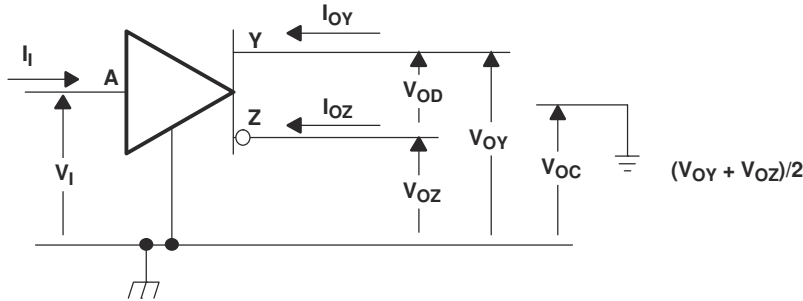 I_OY
I_I
A
Y
V_OD
I_OZ
Z
V_OY
V_I
V_OZ
V_OC
(V_OY + V_OZ)/2